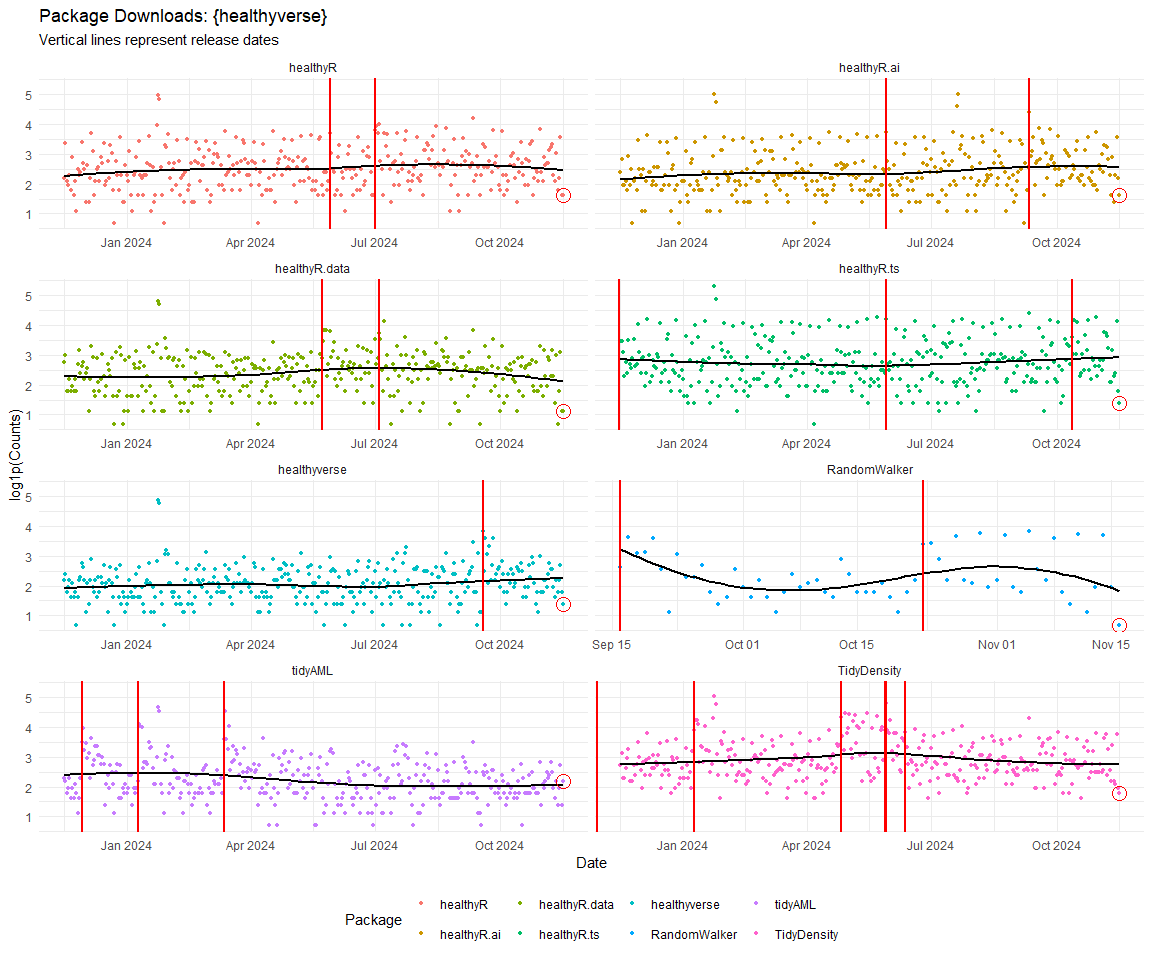 Package Downloads: {healthyverse}
Vertical lines represent release dates
healthyR
healthyR.ai
5
4
3
2
1
Jan 2024 Apr 2024 Jul 2024 Oct 2024
Jan 2024 Apr 2024 Jul 2024 Oct 2024
healthyR.data
healthyR.ts
5
4
3
2
1
Jan 2024 Apr 2024 Jul 2024 Oct 2024
Jan 2024 Apr 2024 Jul 2024 Oct 2024
log1p(Counts)
healthyverse
RandomWalker
5
4
3
2
1
Jan 2024 Apr 2024 Jul 2024 Oct 2024
Sep 15 Oct 01 Oct 15 Nov 01 Nov 15
tidyAML
TidyDensity
5
4
3
2
1
Jan 2024 Apr 2024 Jul 2024 Oct 2024
Jan 2024 Apr 2024 Jul 2024 Oct 2024
Date
Package
healthyR healthyR.data healthyverse tidyAML
healthyR.ai healthyR.ts RandomWalker TidyDensity